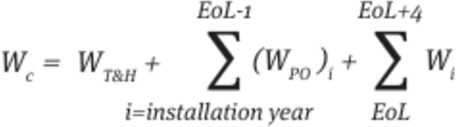 EoL-1 EoL+4
W_c = W_T&H + ∑ (W_PO)_i + ∑ W_i
i=installation year EoL